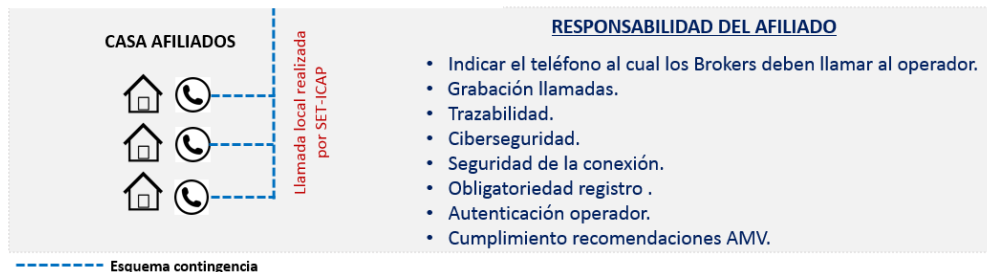 CASA AFILIADOS
Llamada local realizada
por SET-ICAP
RESPONSABILIDAD DEL AFILIADO
• Indicar el teléfono al cual los Brokers deben llamar al operador.
• Grabación llamadas.
• Trazabilidad.
• Ciberseguridad.
• Seguridad de la conexión.
• Obligatoriedad registro .
• Autenticación operador.
• Cumplimiento recomendaciones AMV.
Esquema contingencia